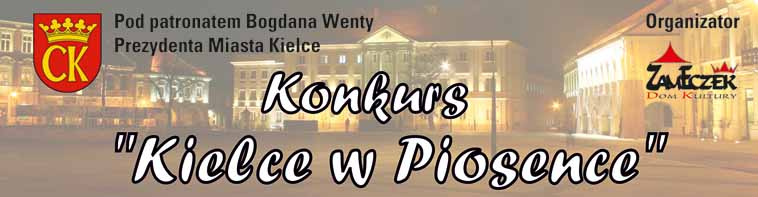 CK
Pod patronatem Bogdana Wenty
Prezydenta Miasta Kielce
Organizator
ZAMECZEK
DOM KULTURY
Konkurs
"Kielce w Piosence"